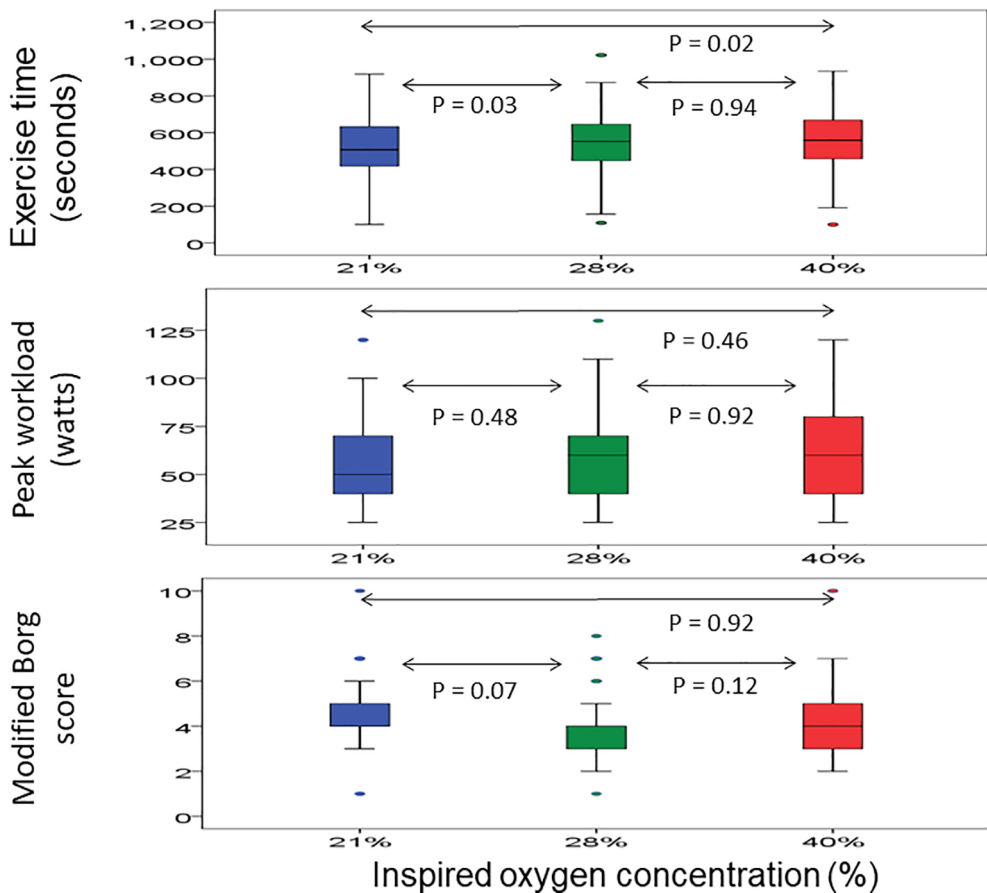 Exercise time
(seconds)
1,200
1,000
800
600
400
200
0
P = 0.02
P = 0.03
P = 0.94
21%
28%
40%
Peak workload
(watts)
125
100
75
50
25
P = 0.46
P = 0.48
P = 0.92
21%
28%
40%
Modified Borg
score
10
8
6
4
2
0
P = 0.92
P = 0.07
P = 0.12
21%
28%
40%
Inspired oxygen concentration (%)